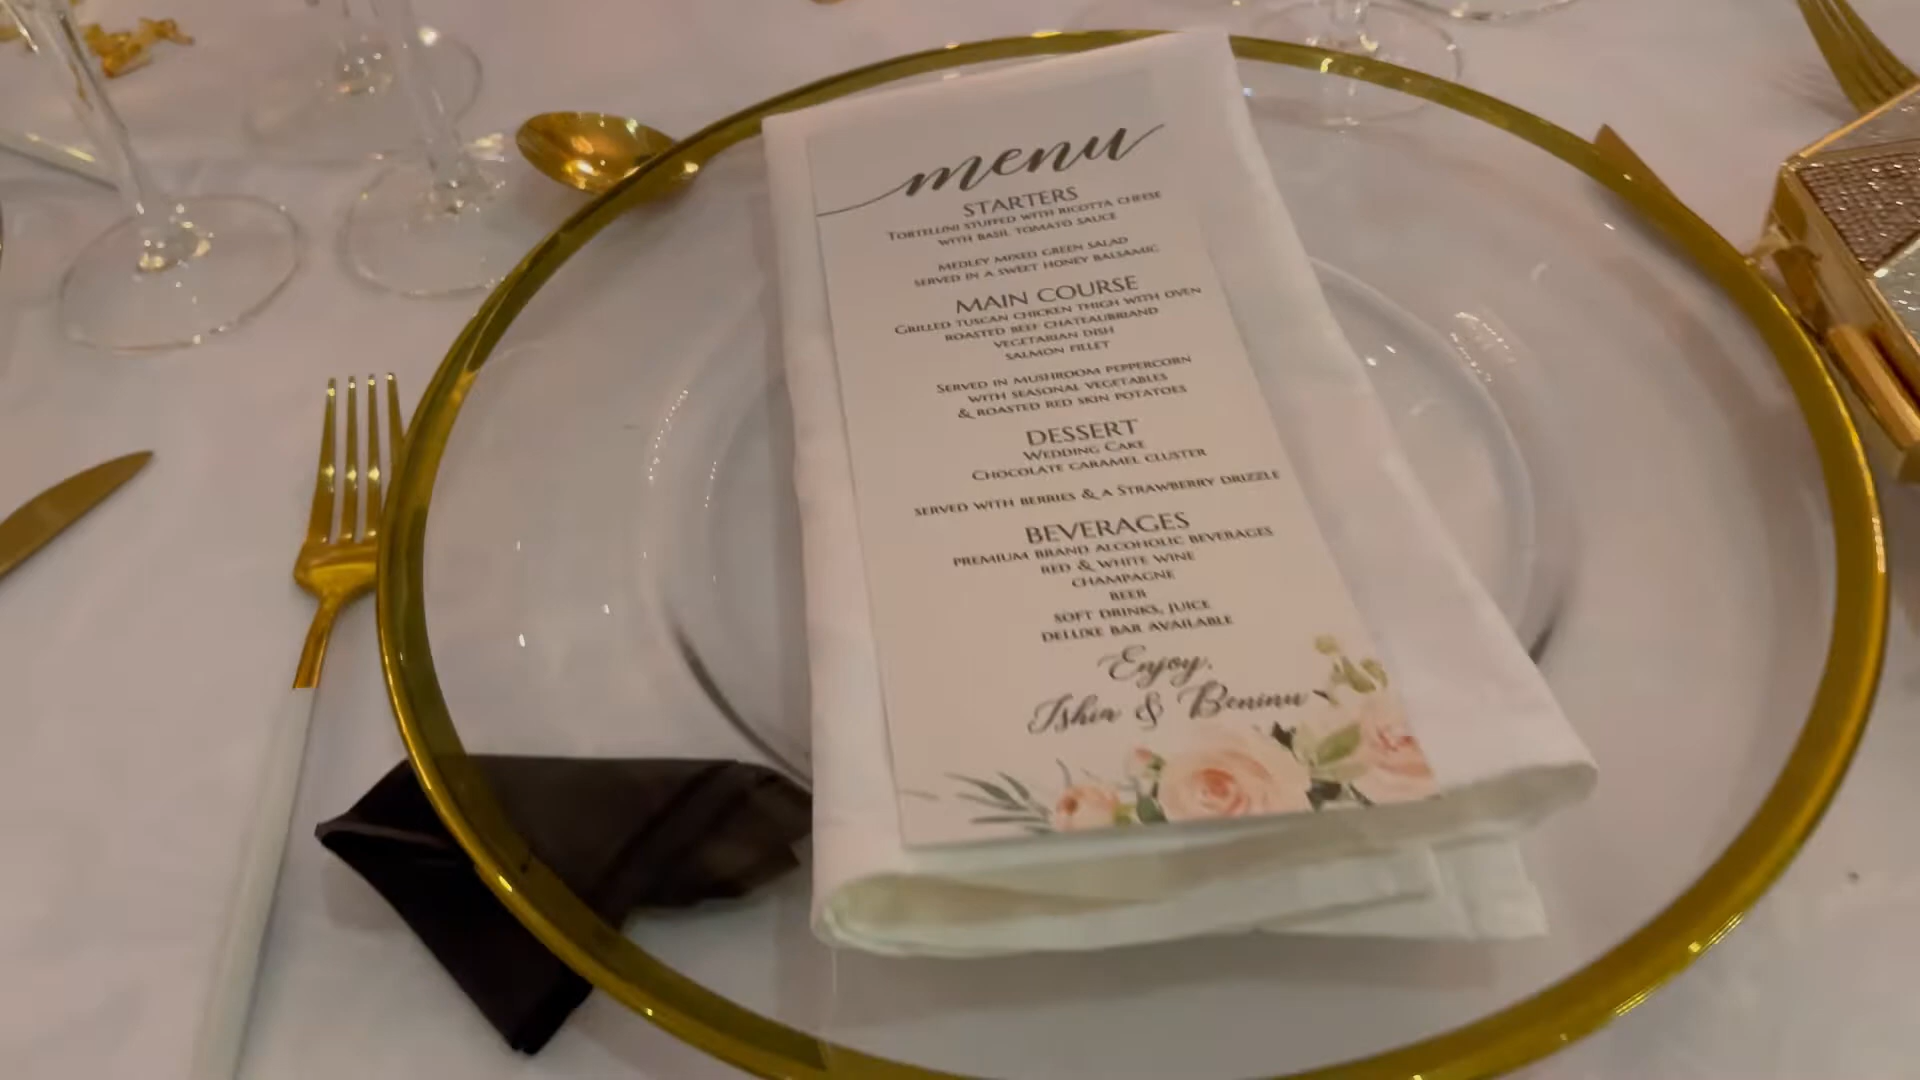 menu
STARTERS
TORTELLINI STUFFED WITH RICOTTA CHEESE
WITH BASIL TOMATO SAUCE
MEDLEY MIXED GREEN SALAD
SERVED IN A SWEET HONEY BALSAMIC
MAIN COURSE
GRILLED TUSCAN CHICKEN THIGH WITH OVEN
ROASTED BEEF CHATEAUBRIAND
VEGETARIAN DISH
SALMON FILLET
SERVED IN MUSHROOM PEPPERCORN
WITH SEASONAL VEGETABLES
& ROASTED RED SKIN POTATOES
DESSERT
WEDDING CAKE
CHOCOLATE CARAMEL CLUSTER
SERVED WITH BERRIES & A STRAWBERRY DRIZZLE
BEVERAGES
PREMIUM BRAND ALCOHOLIC BEVERAGES
RED & WHITE WINE
CHAMPAGNE
BEER
SOFT DRINKS, JUICE
DELUXE BAR AVAILABLE
Enjoy,
Ishia & Beninu